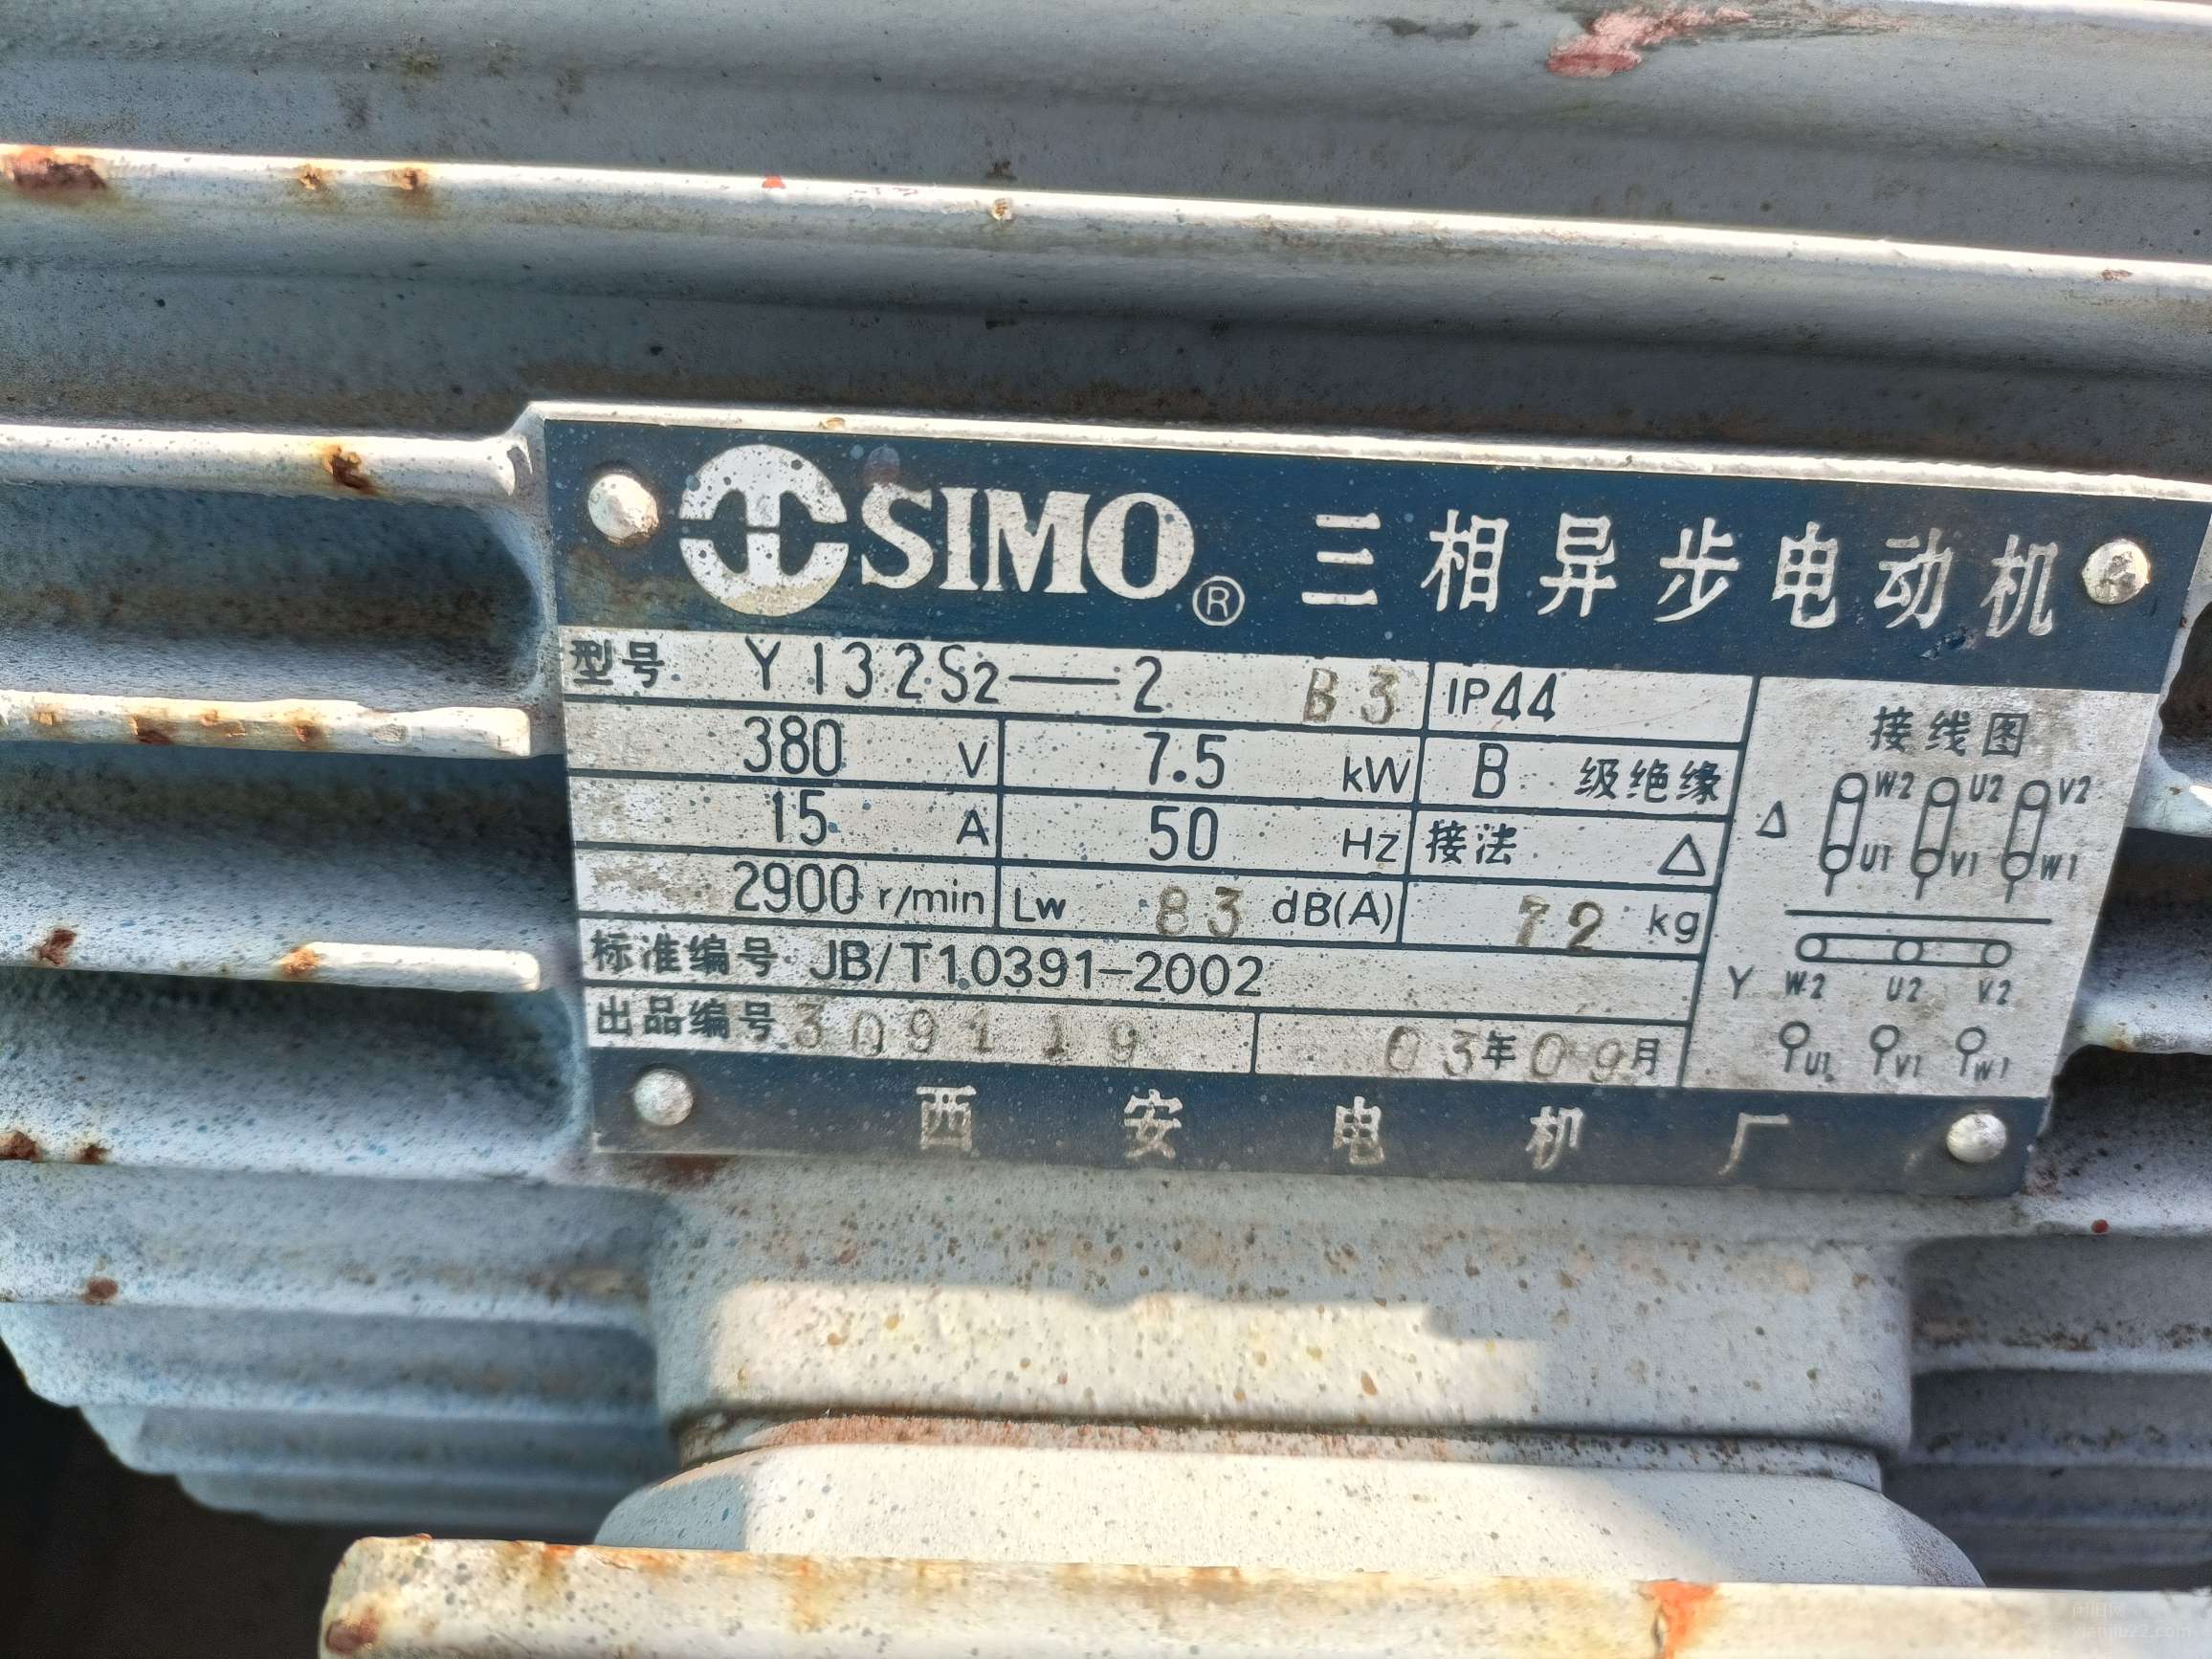 SIMO® 三相异步电动机
型号 Y132S2—2 B3 IP44
380 V 7.5 kW B 级绝缘
15 A 50 Hz 接法 △
2900 r/min Lw 83 dB(A) 72 kg
标准编号 JB/T10391-2002
出品编号 309119 03年09月
接线图
△ W2 U2 V2
U1 V1 W1
Y W2 U2 V2
U1 V1 W1
西安电机厂